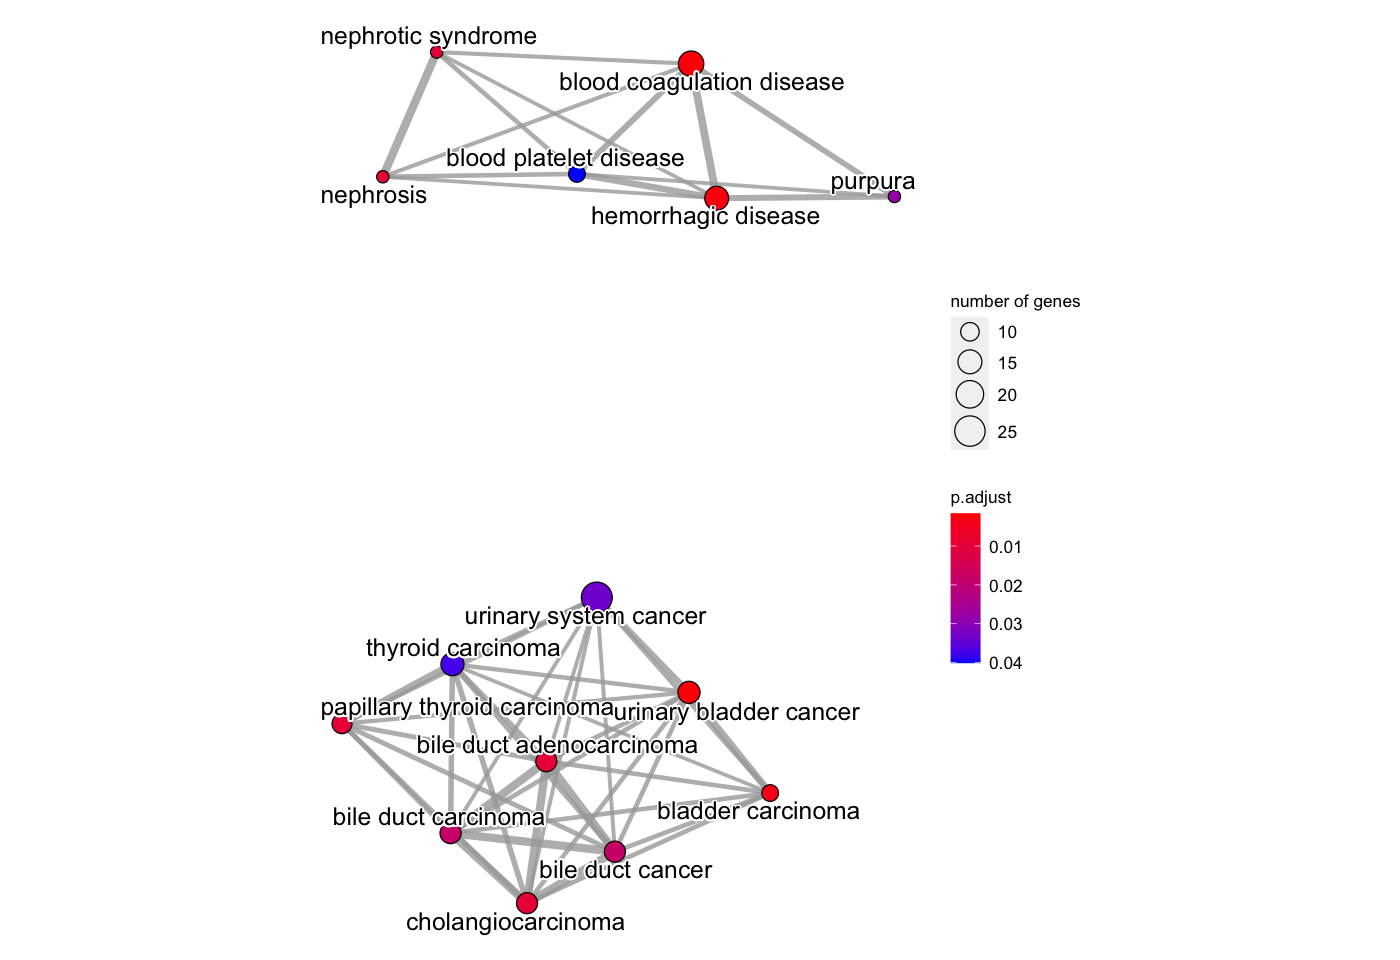 nephrotic syndrome
blood coagulation disease
blood platelet disease
purpura
nephrosis
hemorrhagic disease
number of genes
10
15
20
25
p.adjust
0.01
0.02
0.03
0.04
urinary system cancer
thyroid carcinoma
papillary thyroid carcinoma
urinary bladder cancer
bile duct adenocarcinoma
bladder carcinoma
bile duct carcinoma
bile duct cancer
cholangiocarcinoma